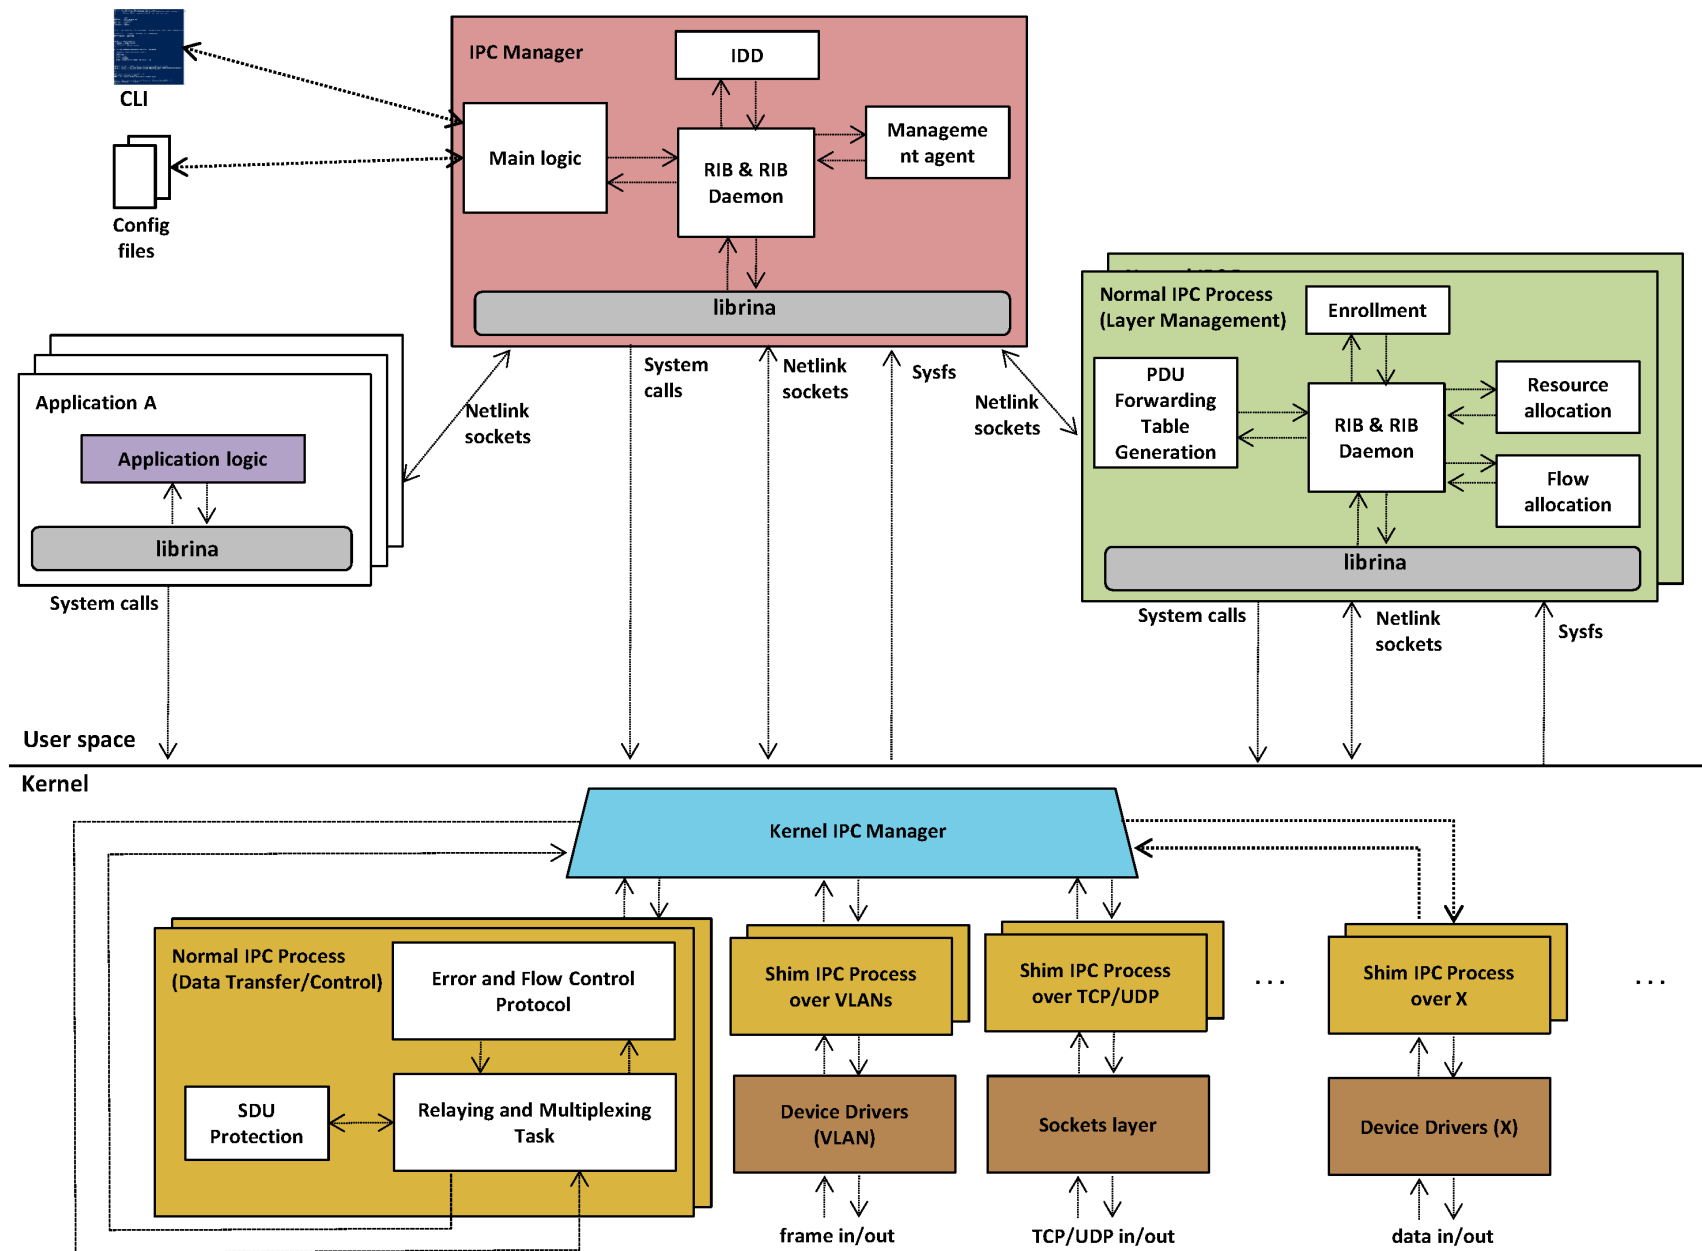 IPC Manager
IDD
CLI
Main logic
Manageme
nt agent
RIB & RIB
Daemon
Config
files
librina
Normal IPC Process
(Layer Management)
Enrollment
PDU
Forwarding
Table
Generation
RIB & RIB
Daemon
Resource
allocation
Flow
allocation
librina
System
calls
Netlink
sockets
Sysfs
Netlink
sockets
Netlink
sockets
Application A
Application logic
librina
System calls
System calls
Netlink
sockets
Sysfs
User space
Kernel
Kernel IPC Manager
Normal IPC Process
(Data Transfer/Control)
Error and Flow Control
Protocol
SDU
Protection
Relaying and Multiplexing
Task
Shim IPC Process
over VLANs
Shim IPC Process
over TCP/UDP
. . .
Shim IPC Process
over X
. . .
Device Drivers
(VLAN)
Sockets layer
Device Drivers (X)
frame in/out
TCP/UDP in/out
data in/out